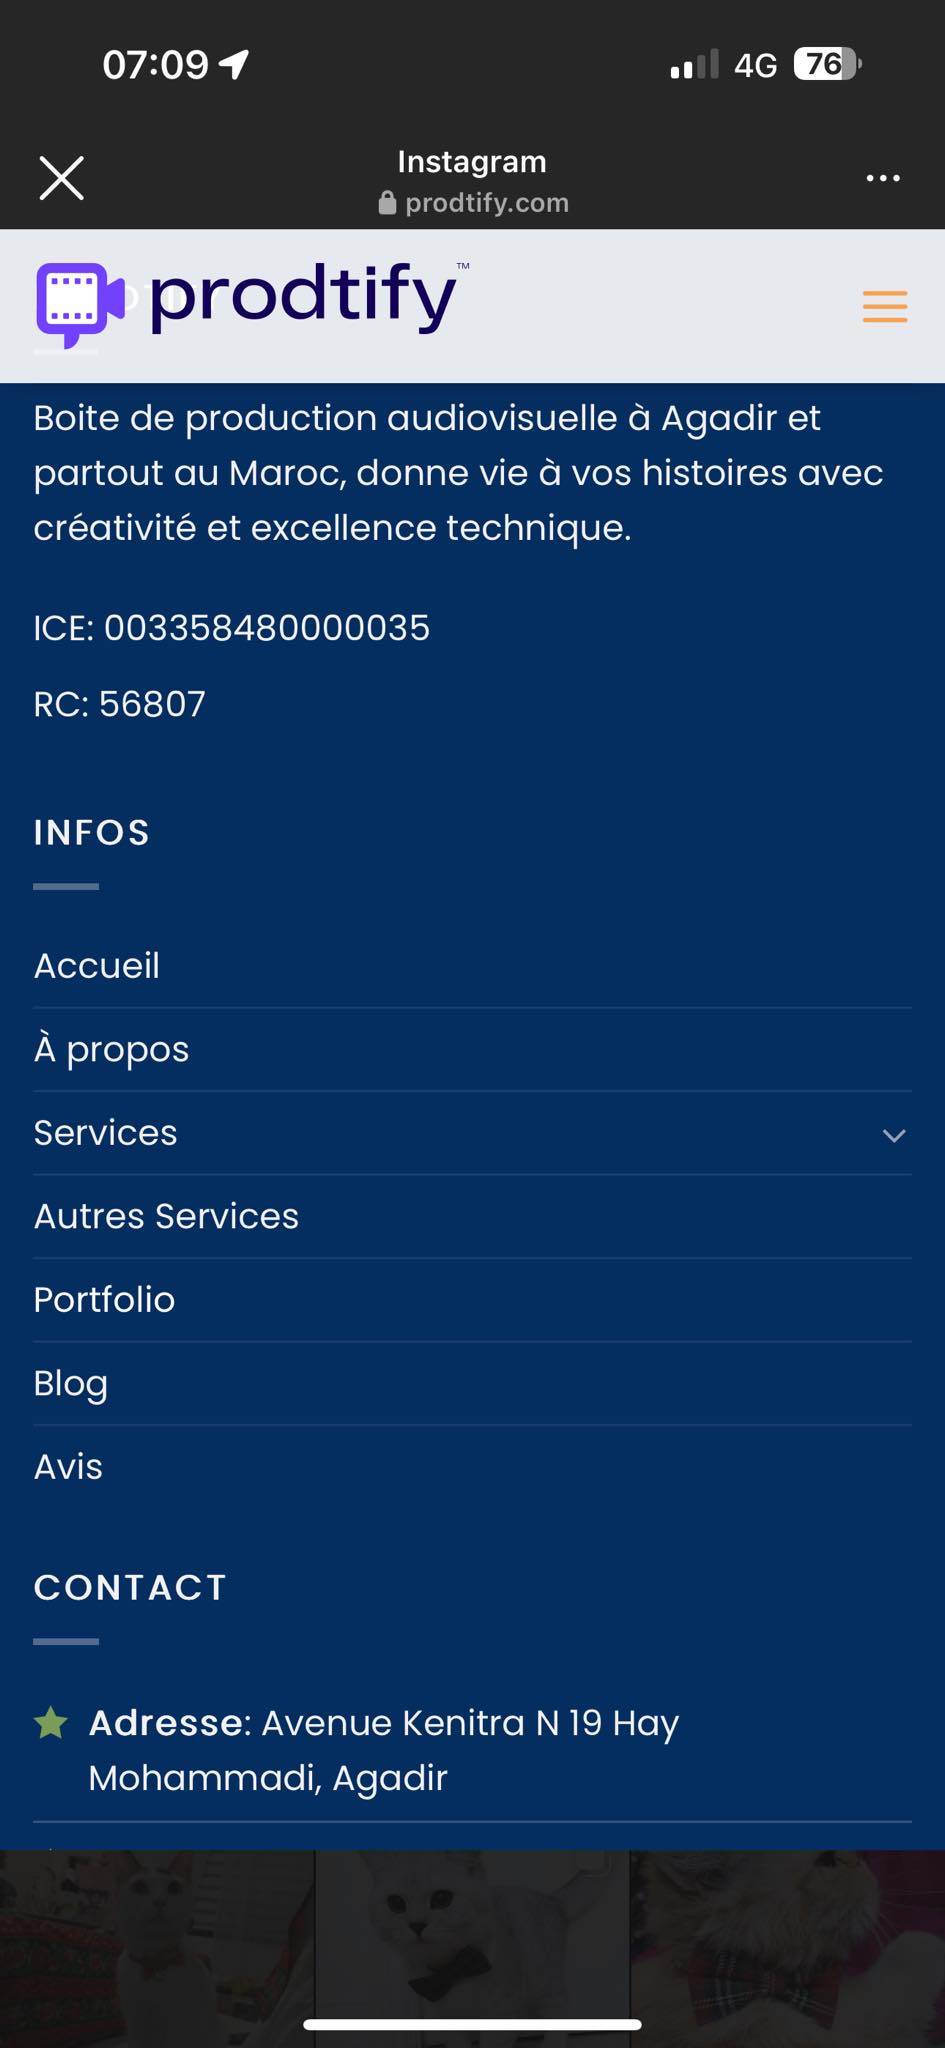 07:09
4G
76
Instagram
prodtify.com
prodtify™
Boite de production audiovisuelle à Agadir et
partout au Maroc, donne vie à vos histoires avec
créativité et excellence technique.
ICE: 003358480000035
RC: 56807
INFOS
Accueil
À propos
Services
Autres Services
Portfolio
Blog
Avis
CONTACT
Adresse: Avenue Kenitra N 19 Hay
Mohammadi, Agadir